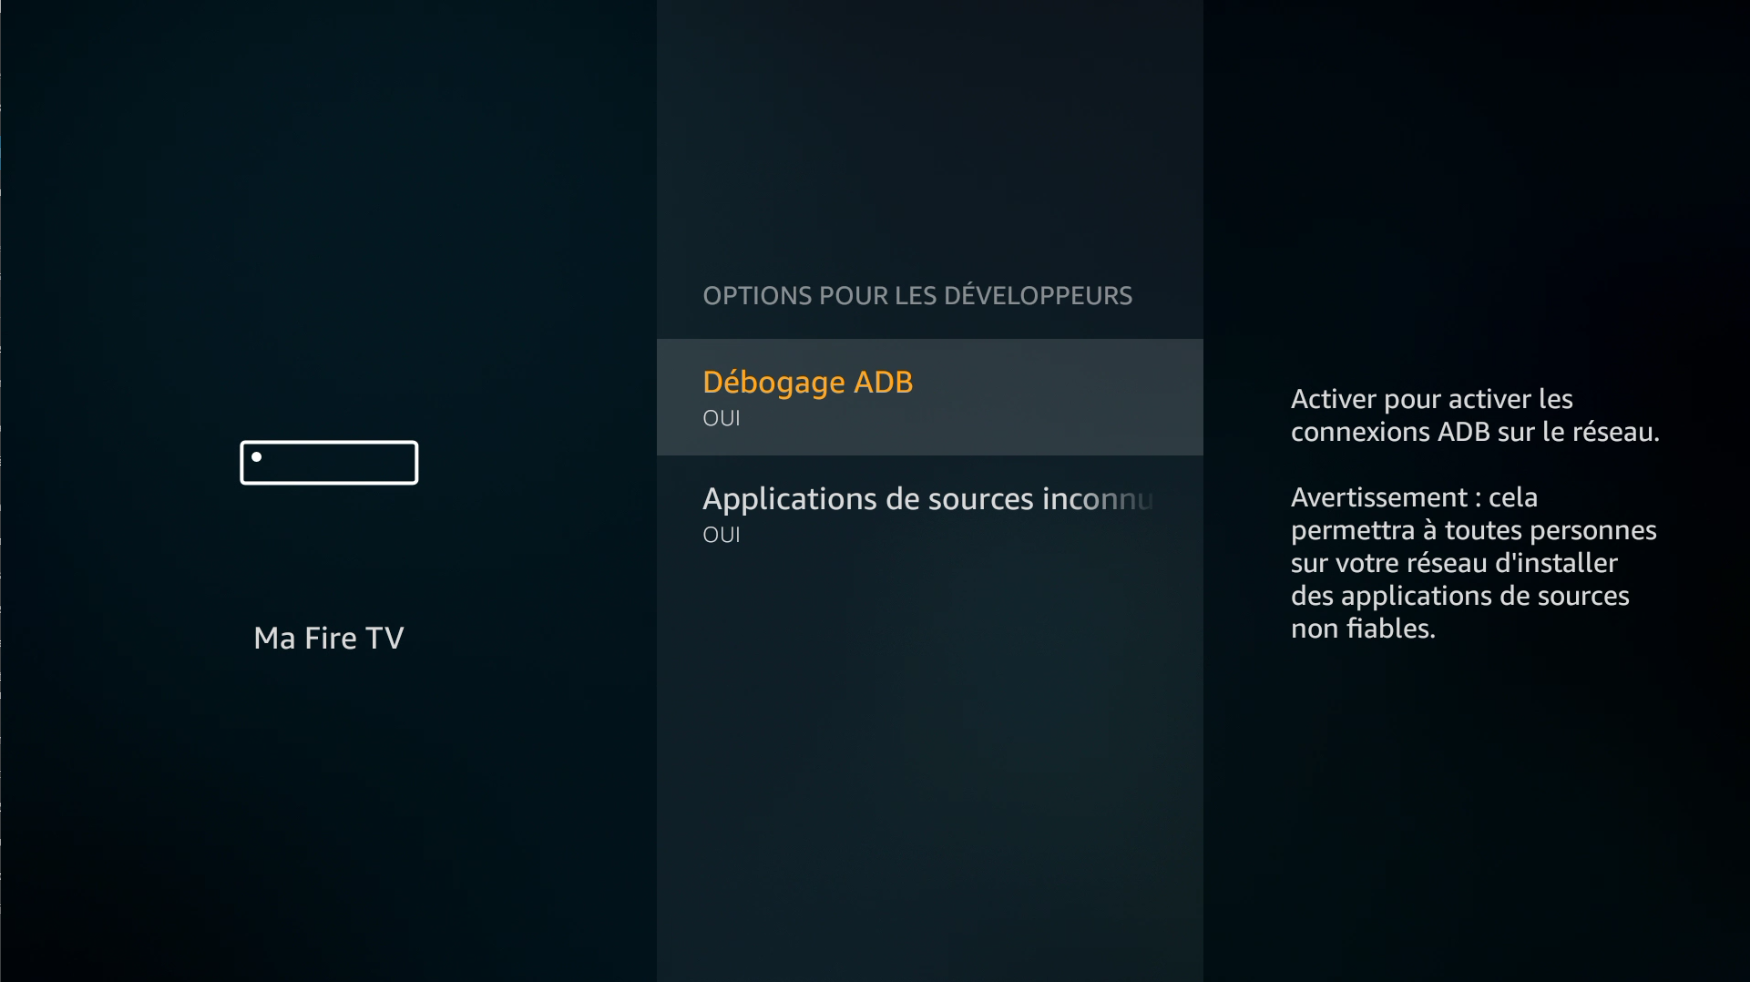 OPTIONS POUR LES DÉVELOPPEURS
Débogage ADB
OUI
Applications de sources inconnu
OUI
Ma Fire TV
Activer pour activer les
connexions ADB sur le réseau.
Avertissement : cela
permettra à toutes personnes
sur votre réseau d'installer
des applications de sources
non fiables.